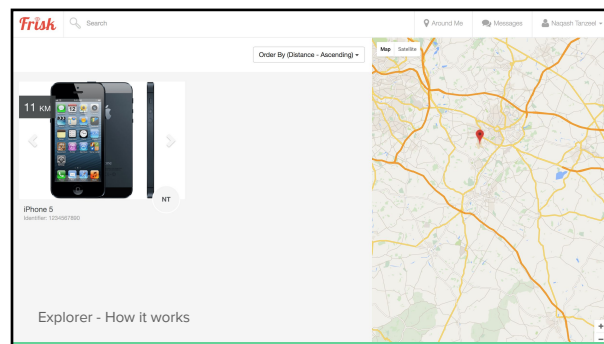 Frisk
Search
Around Me
Messages
Naqash Tanzeel
Order By (Distance - Ascending)
Map
Satellite
11 KM
NT
iPhone 5
Identifier: 1234567890
Explorer - How it works
+
−